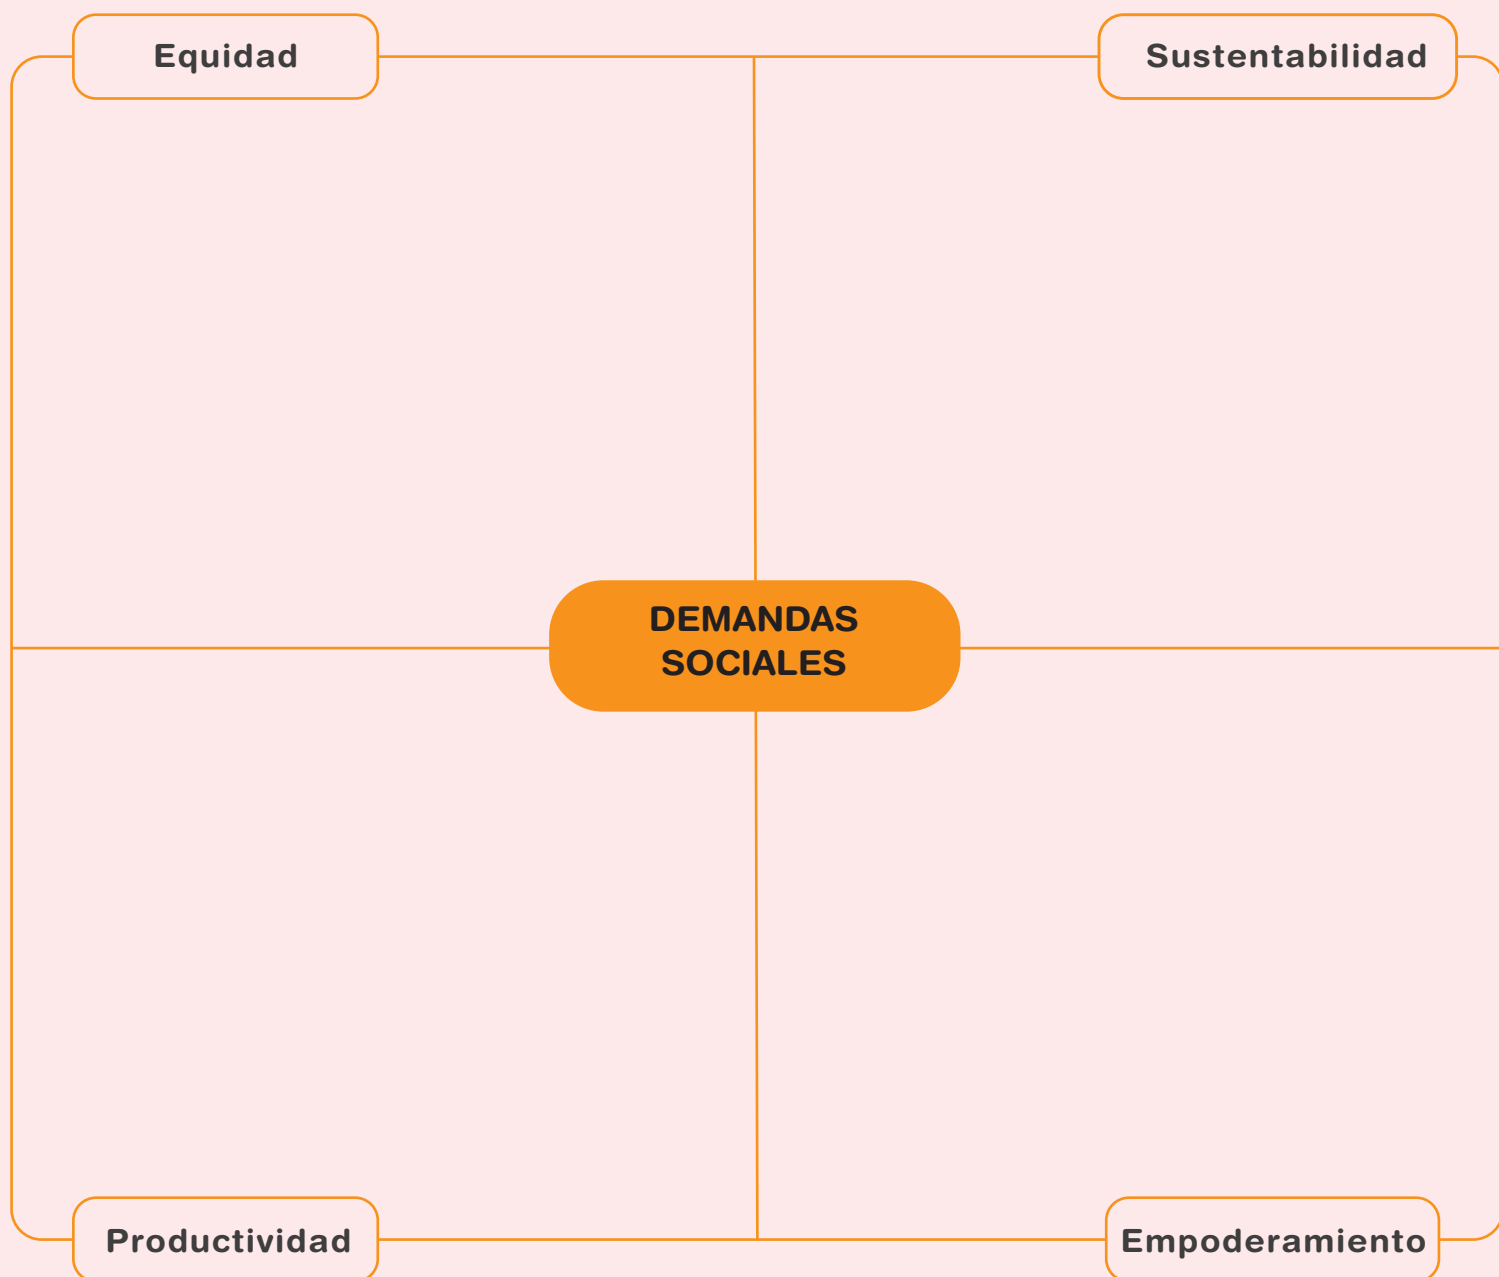 Equidad
Sustentabilidad
DEMANDAS
SOCIALES
Productividad
Empoderamiento